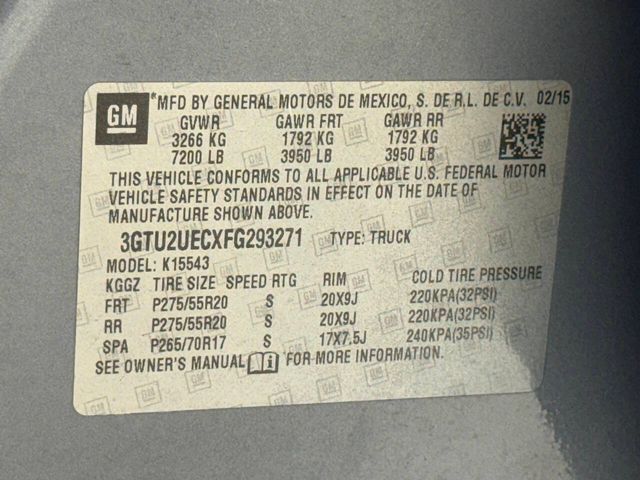 GM
*MFD BY GENERAL MOTORS DE MEXICO, S. DE R.L. DE C.V. 02/15
GVWR GAWR FRT GAWR RR
3266 KG 1792 KG 1792 KG
7200 LB 3950 LB 3950 LB
THIS VEHICLE CONFORMS TO ALL APPLICABLE U.S. FEDERAL MOTOR
VEHICLE SAFETY STANDARDS IN EFFECT ON THE DATE OF
MANUFACTURE SHOWN ABOVE.
3GTU2UECXFG293271 TYPE: TRUCK
MODEL: K15543
KGGZ TIRE SIZE SPEED RTG RIM COLD TIRE PRESSURE
FRT P275/55R20 S 20X9J 220KPA(32PSI)
RR P275/55R20 S 20X9J 220KPA(32PSI)
SPA P265/70R17 S 17X7.5J 240KPA(35PSI)
SEE OWNER'S MANUAL FOR MORE INFORMATION.